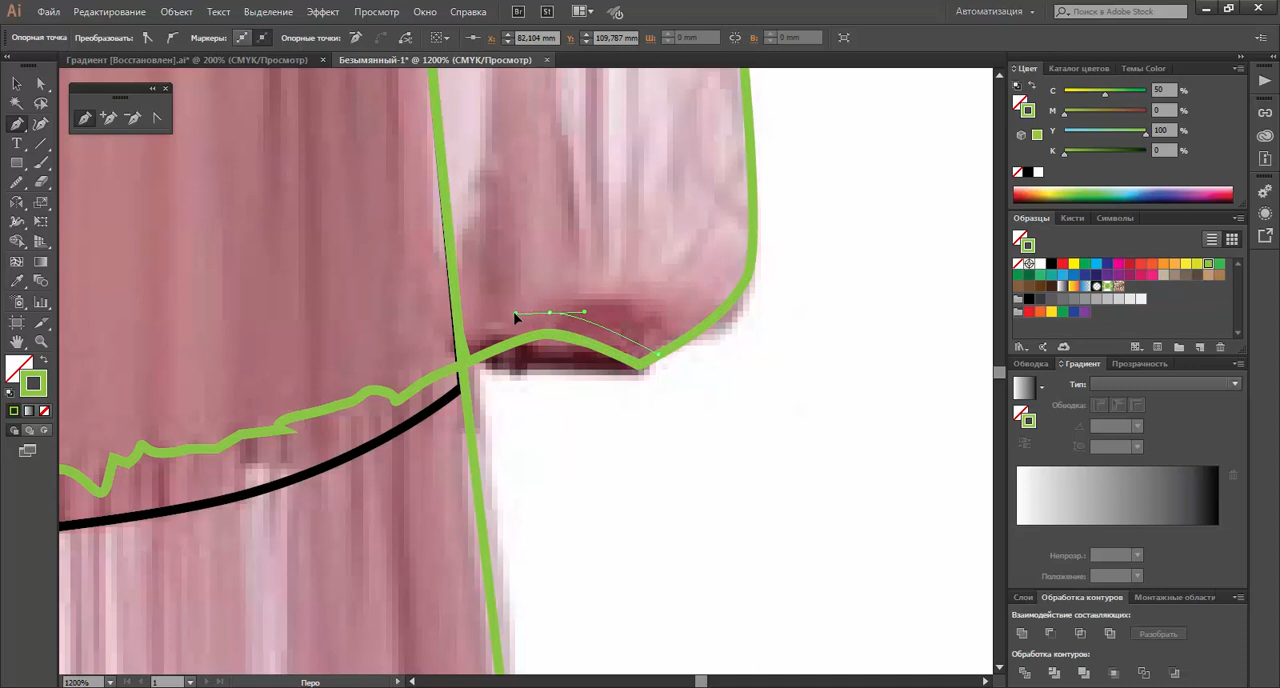 Ai Файл Редактирование Объект Текст Выделение Эффект Просмотр Окно Справка Br St Автоматизация Поиск в Adobe Stock
Опорная точка Преобразовать: Маркеры: Опорные точки: X: 82,104 mm Y: 109,787 mm Ш: 0 mm В: 0 mm
Градиент [Восстановлен].ai* @ 200% (CMYK/Просмотр) × Безымянный-1* @ 1200% (CMYK/Просмотр) ×
Цвет Каталог цветов Темы Color
C 50 %
M 0 %
Y 100 %
K 0 %
Образцы Кисти Символы
Обводка Градиент Прозрачность
Тип:
Обводка:
Непрозр.:
Положение:
Слои Обработка контуров Монтажные област
Взаимодействие составляющих:
Разобрать
Обработка контуров:
1200% 1 Перо